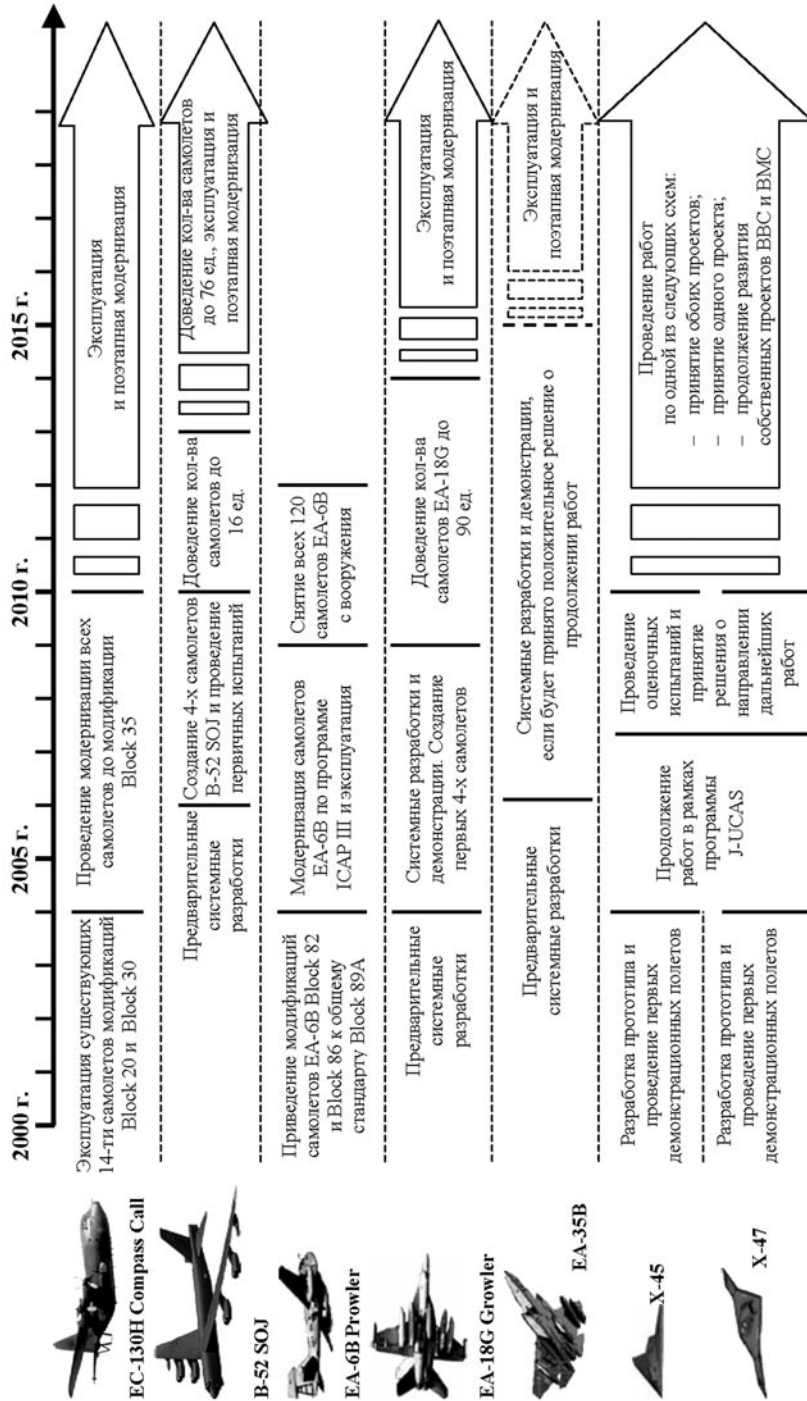 2000 г.
2005 г.
2010 г.
2015 г.
EC-130H Compass Call
Эксплуатация существующих
14-ти самолетов модификаций
Block 20 и Block 30
Проведение модернизации всех
самолетов до модификации
Block 35
Эксплуатация
и поэтапная модернизация
B-52 SOJ
Предварительные
системные
разработки
Создание 4-х самолетов
B-52 SOJ и проведение
первичных испытаний
Доведение кол-ва
самолетов до
16 ед.
Доведение кол-ва самолетов
до 76 ед., эксплуатация и
поэтапная модернизация
EA-6B Prowler
Приведение модификаций
самолетов EA-6B Block 82
и Block 86 к общему
стандарту Block 89A
Модернизация самолетов
EA-6B по программе
ICAP III и эксплуатация
Снятие всех 120
самолетов EA-6B
с вооружения
EA-18G Growler
Предварительные
системные
разработки
Системные разработки и
демонстрации. Создание
первых 4-х самолетов
Доведение кол-ва
самолетов EA-18G до
90 ед.
Эксплуатация
и поэтапная модернизация
EA-35B
Предварительные
системные разработки
Системные разработки и демонстрации,
если будет принято положительное решение о
продолжении работ
Эксплуатация и
поэтапная модернизация
X-45
Разработка прототипа и
проведение первых
демонстрационных полетов
X-47
Разработка прототипа и
проведение первых
демонстрационных полетов
Продолжение
работ в рамках
программы
J-UCAS
Проведение
оценочных
испытаний и
принятие
решения о
направлении
дальнейших
работ
Проведение работ
по одной из следующих схем:
– принятие обоих проектов;
– принятие одного проекта;
– продолжение развития
собственных проектов ВВС и ВМС